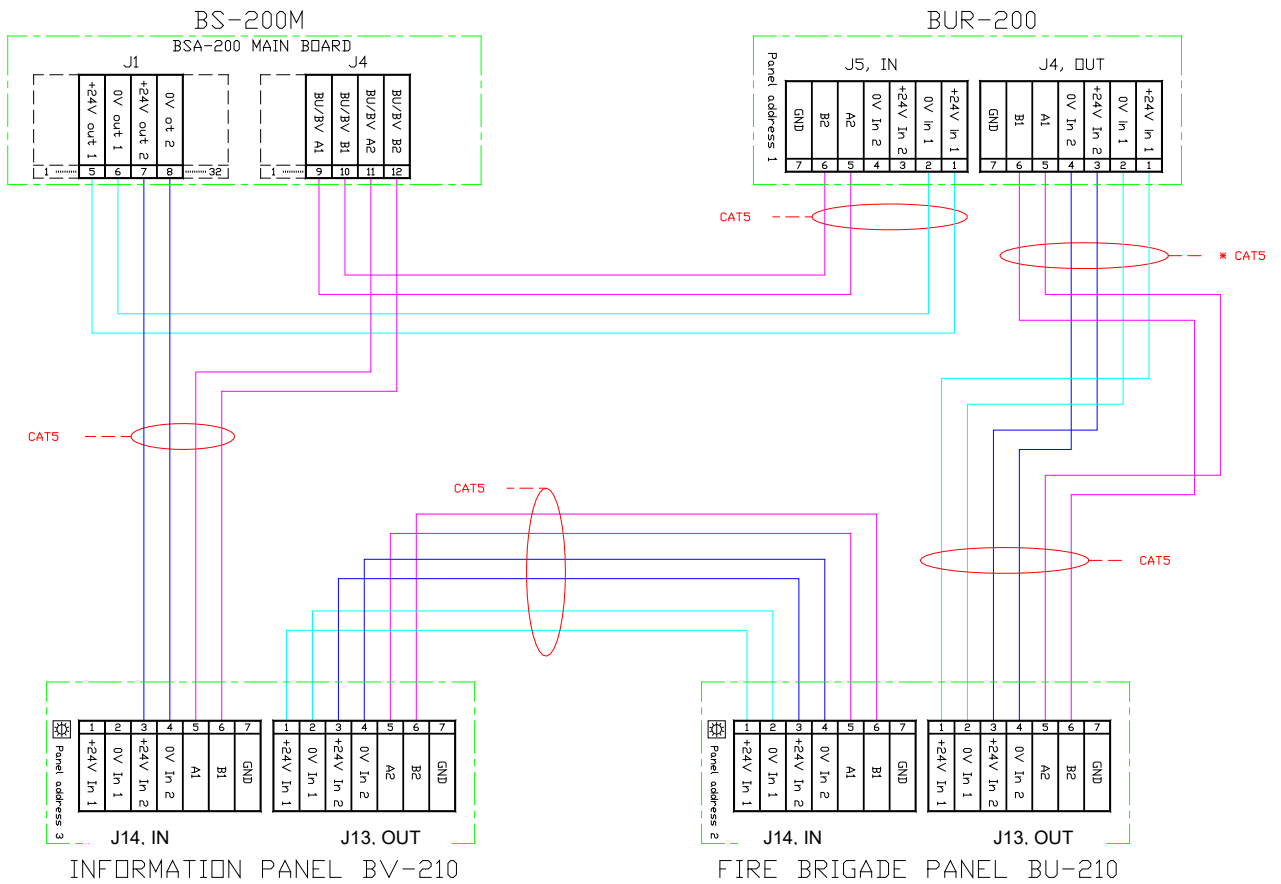 BS-200M
BSA-200 MAIN BOARD
J1
J4
+24V out 1
0V out 1
+24V out 2
0V ot 2
1
5
6
7
8
32
BU/BV A1
BU/BV B1
BU/BV A2
BU/BV B2
1
9
10
11
12
BUR-200
Panel address 1
J5, IN
J4, OUT
GND
B2
A2
0V In 2
+24V In 2
0V in 1
+24V in 1
7
6
5
4
3
2
1
GND
B1
A1
0V In 2
+24V In 2
0V in 1
+24V in 1
7
6
5
4
3
2
1
CAT5
* CAT5
CAT5
CAT5
CAT5
Panel address 3
1
2
3
4
5
6
7
+24V In 1
0V In 1
+24V In 2
0V In 2
A1
B1
GND
1
2
3
4
5
6
7
+24V In 1
0V In 1
+24V In 2
0V In 2
A2
B2
GND
J14, IN
J13, OUT
INFORMATION PANEL BV-210
Panel address 2
1
2
3
4
5
6
7
+24V In 1
0V In 1
+24V In 2
0V In 2
A1
B1
GND
1
2
3
4
5
6
7
+24V In 1
0V In 1
+24V In 2
0V In 2
A2
B2
GND
J14, IN
J13, OUT
FIRE BRIGADE PANEL BU-210